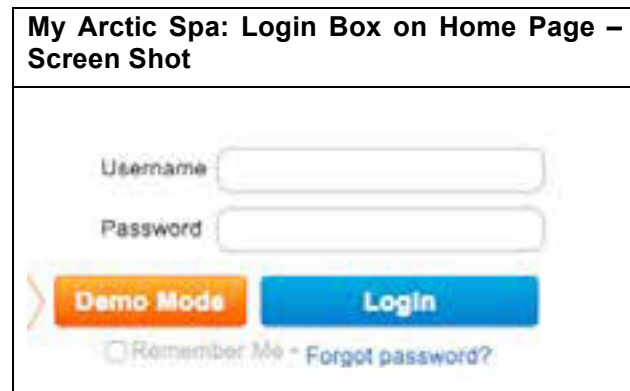 My Arctic Spa: Login Box on Home Page –
Screen Shot
Username
Password
Demo Mode Login
Remember Me - Forgot password?